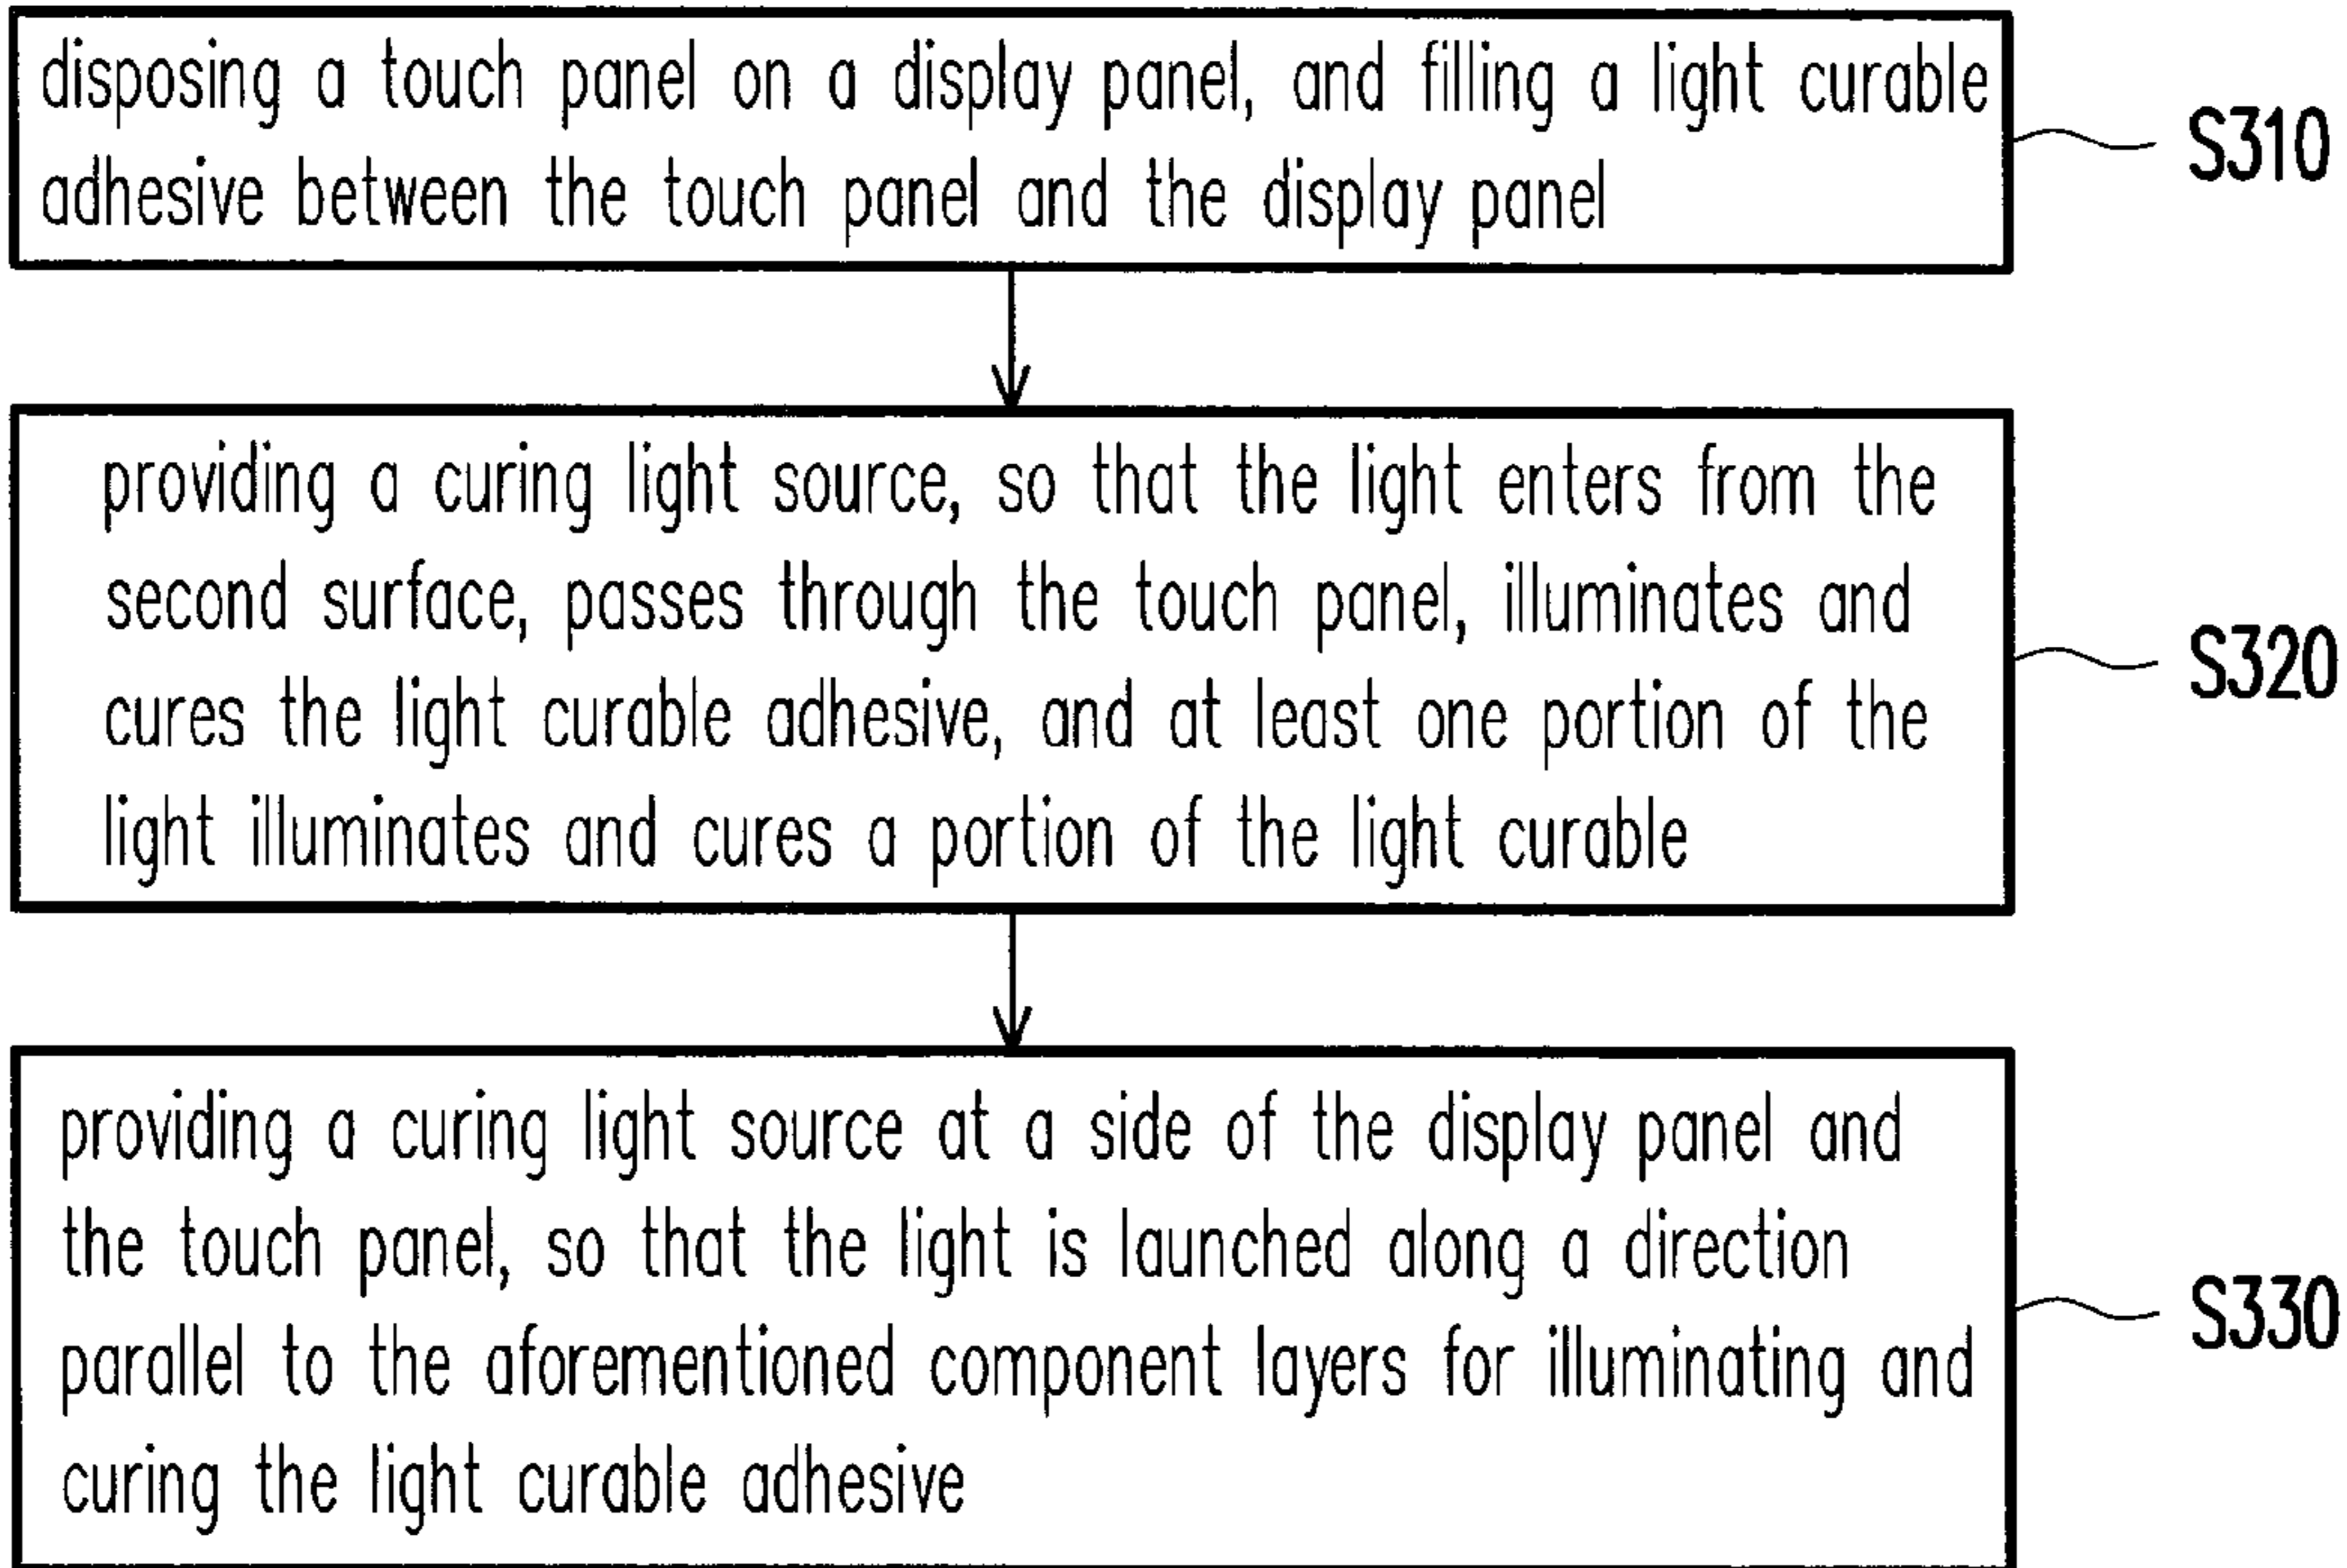 disposing a touch panel on a display panel, and filling a light curable
adhesive between the touch panel and the display panel
S310
providing a curing light source, so that the light enters from the
second surface, passes through the touch panel, illuminates and
cures the light curable adhesive, and at least one portion of the
light illuminates and cures a portion of the light curable
S320
providing a curing light source at a side of the display panel and
the touch panel, so that the light is launched along a direction
parallel to the aforementioned component layers for illuminating and
curing the light curable adhesive
S330